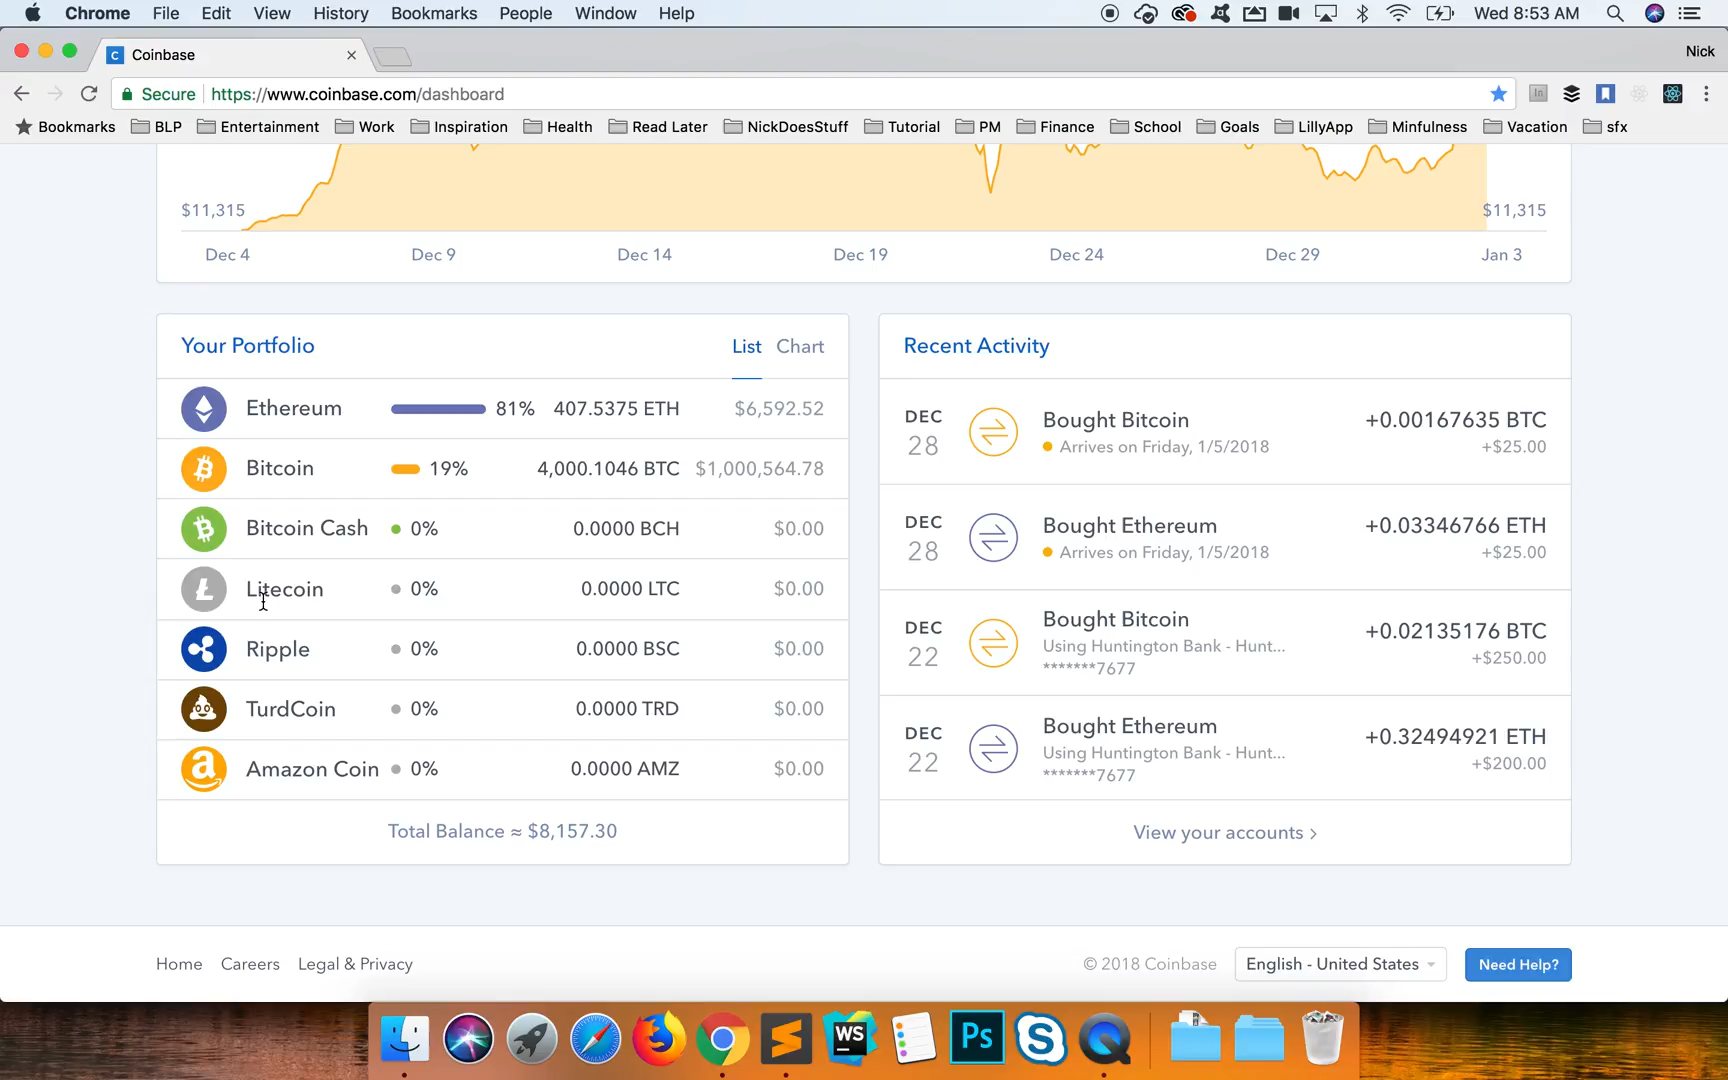 Chrome File Edit View History Bookmarks People Window Help Wed 8:53 AM
Coinbase Nick
Secure https://www.coinbase.com/dashboard
Bookmarks BLP Entertainment Work Inspiration Health Read Later NickDoesStuff Tutorial PM Finance School Goals LillyApp Minfulness Vacation sfx
$11,315 $11,315
Dec 4 Dec 9 Dec 14 Dec 19 Dec 24 Dec 29 Jan 3
Your Portfolio List Chart
Ethereum 81% 407.5375 ETH $6,592.52
Bitcoin 19% 4,000.1046 BTC $1,000,564.78
Bitcoin Cash 0% 0.0000 BCH $0.00
Litecoin 0% 0.0000 LTC $0.00
Ripple 0% 0.0000 BSC $0.00
TurdCoin 0% 0.0000 TRD $0.00
Amazon Coin 0% 0.0000 AMZ $0.00
Total Balance ≈ $8,157.30
Recent Activity
DEC 28 Bought Bitcoin +0.00167635 BTC
Arrives on Friday, 1/5/2018 +$25.00
DEC 28 Bought Ethereum +0.03346766 ETH
Arrives on Friday, 1/5/2018 +$25.00
DEC 22 Bought Bitcoin +0.02135176 BTC
Using Huntington Bank - Hunt... +$250.00
*******7677
DEC 22 Bought Ethereum +0.32494921 ETH
Using Huntington Bank - Hunt... +$200.00
*******7677
View your accounts >
Home Careers Legal & Privacy © 2018 Coinbase English - United States Need Help?
WS Ps